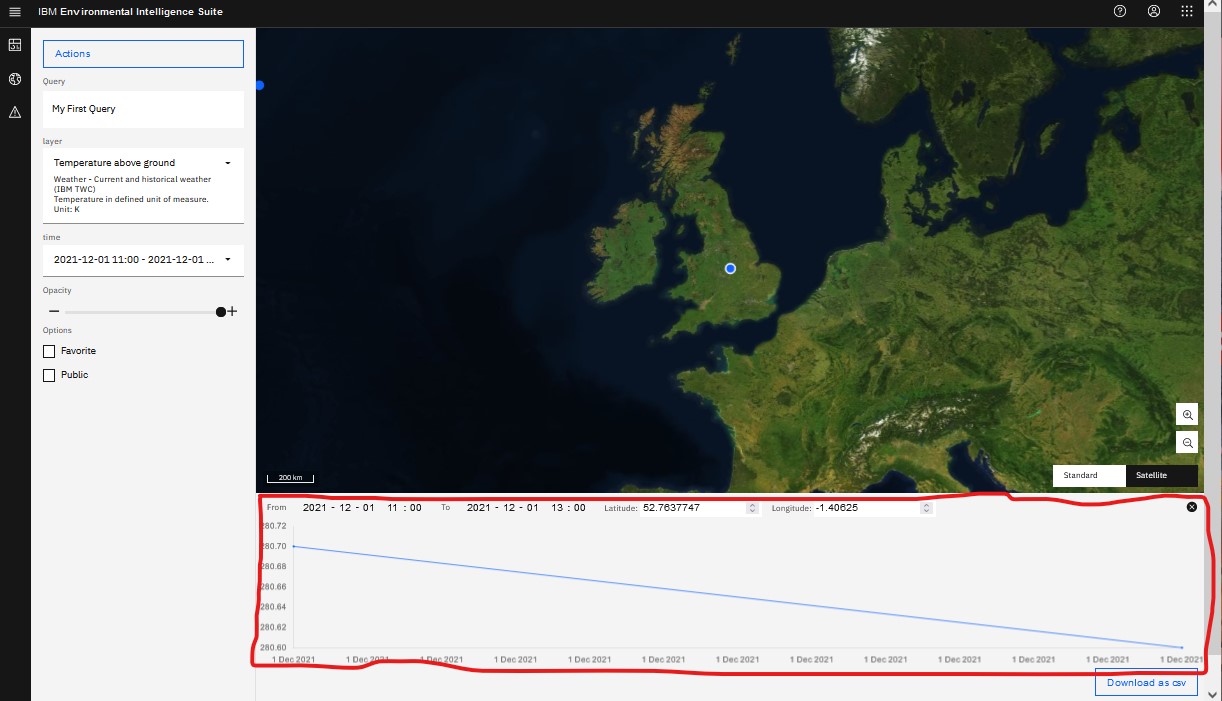 IBM Environmental Intelligence Suite
Actions
Query
My First Query
layer
Temperature above ground
Weather - Current and historical weather
(IBM TWC)
Temperature in defined unit of measure.
Unit: K
time
2021-12-01 11:00 - 2021-12-01 ...
Opacity
Options
Favorite
Public
200 km
Standard Satellite
From 2021 - 12 - 01 11 : 00 To 2021 - 12 - 01 13 : 00 Latitude: 52.7637747 Longitude: -1.40625
280.72
280.70
280.68
280.66
280.64
280.62
280.60
1 Dec 2021 1 Dec 2021 1 Dec 2021 1 Dec 2021 1 Dec 2021 1 Dec 2021 1 Dec 2021 1 Dec 2021 1 Dec 2021 1 Dec 2021 1 Dec 2021 1 Dec 2021 1 Dec 2021
Download as csv